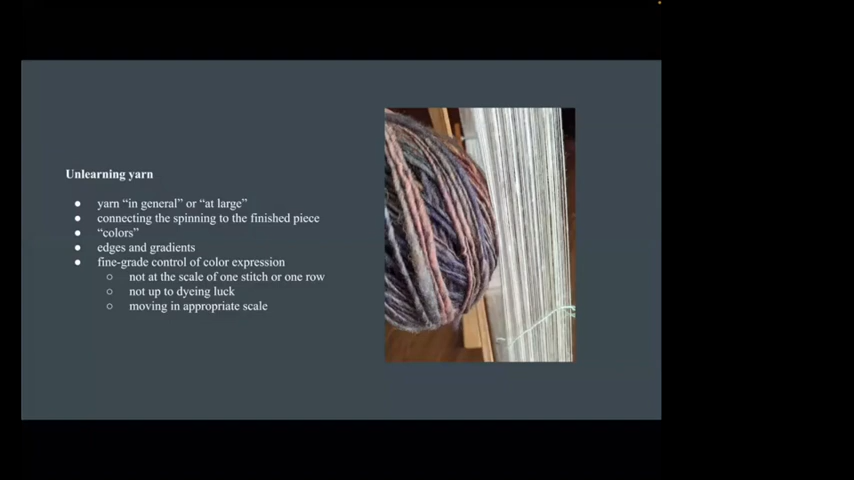 Unlearning yarn
● yarn “in general” or “at large”
● connecting the spinning to the finished piece
● “colors”
● edges and gradients
● fine-grade control of color expression
○ not at the scale of one stitch or one row
○ not up to dyeing luck
○ moving in appropriate scale